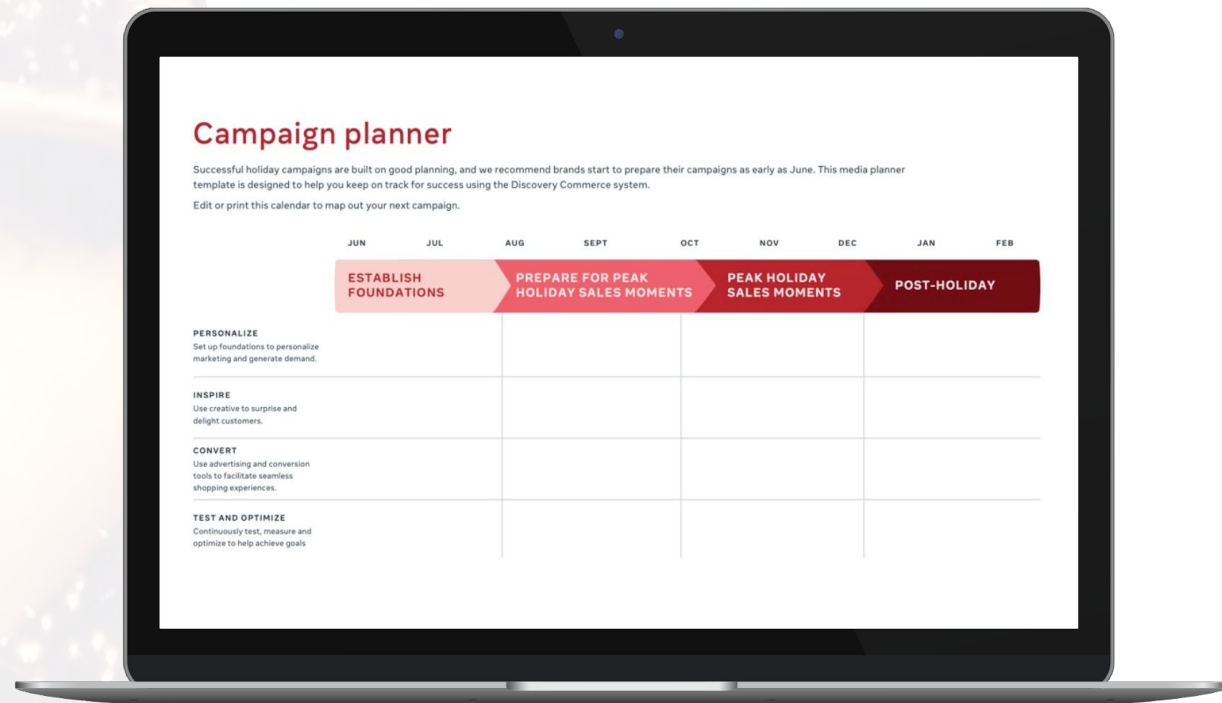 Campaign planner
Successful holiday campaigns are built on good planning, and we recommend brands start to prepare their campaigns as early as June. This media planner
template is designed to help you keep on track for success using the Discovery Commerce system.
Edit or print this calendar to map out your next campaign.
JUN JUL AUG SEPT OCT NOV DEC JAN FEB
ESTABLISH
FOUNDATIONS
PREPARE FOR PEAK
HOLIDAY SALES MOMENTS
PEAK HOLIDAY
SALES MOMENTS
POST-HOLIDAY
PERSONALIZE
Set up foundations to personalize
marketing and generate demand.
INSPIRE
Use creative to surprise and
delight customers.
CONVERT
Use advertising and conversion
tools to facilitate seamless
shopping experiences.
TEST AND OPTIMIZE
Continuously test, measure and
optimize to help achieve goals